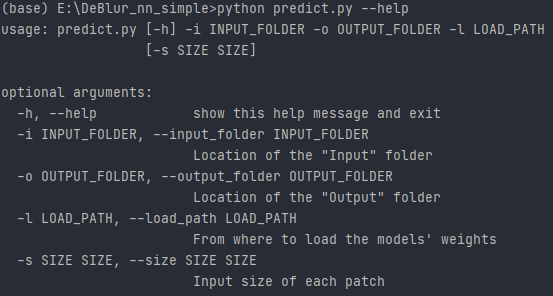 (base) E:\DeBlur_nn_simple>python predict.py --help
usage: predict.py [-h] -i INPUT_FOLDER -o OUTPUT_FOLDER -l LOAD_PATH
                  [-s SIZE SIZE]

optional arguments:
  -h, --help            show this help message and exit
  -i INPUT_FOLDER, --input_folder INPUT_FOLDER
                        Location of the "Input" folder
  -o OUTPUT_FOLDER, --output_folder OUTPUT_FOLDER
                        Location of the "Output" folder
  -l LOAD_PATH, --load_path LOAD_PATH
                        From where to load the models' weights
  -s SIZE SIZE, --size SIZE SIZE
                        Input size of each patch